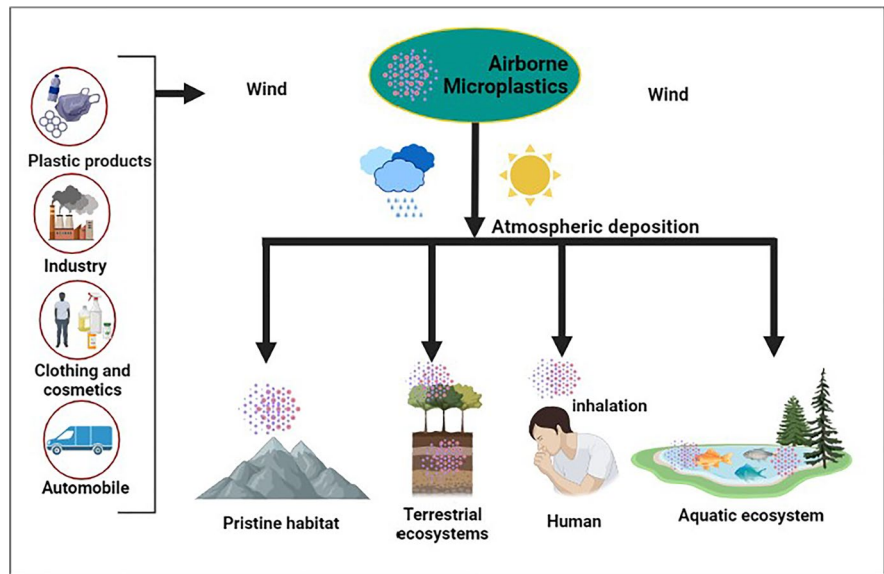 Airborne
Microplastics
Wind
Wind
Plastic products
Atmospheric deposition
Industry
Clothing and
cosmetics
inhalation
Automobile
Pristine habitat
Terrestrial
ecosystems
Human
Aquatic ecosystem